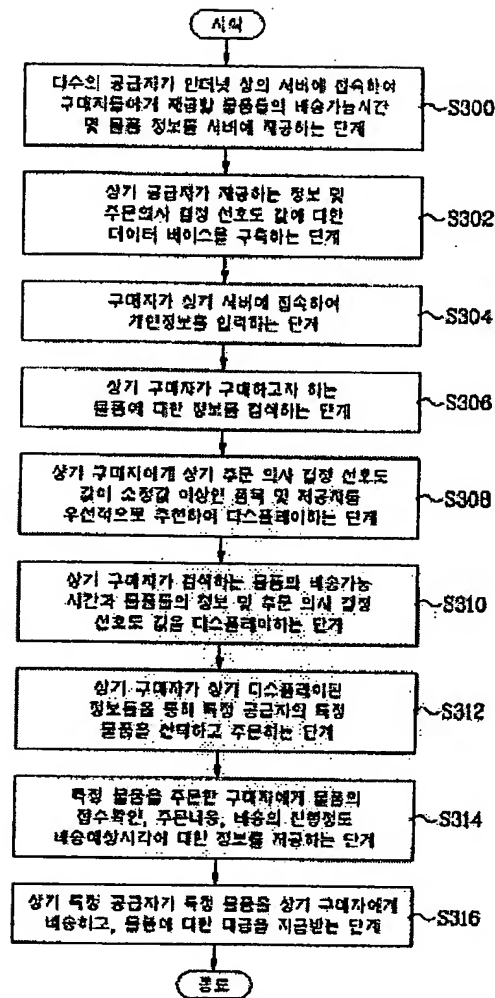 시작
다수의 공급자가 인터넷 상의 서버에 접속하여
구매자들에게 제공할 물품들의 배송가능시간
및 물품 정보를 서버에 제공하는 단계
S300
상기 공급자가 제공하는 정보 및
주문의사 결정 선호도 값에 대한
데이터 베이스를 구축하는 단계
S302
구매자가 상기 서버에 접속하여
개인정보를 입력하는 단계
S304
상기 구매자가 구매하고자 하는
물품에 대한 정보를 검색하는 단계
S306
상기 구매자에게 상기 주문 의사 결정 선호도
값이 소정값 이상인 품목 및 제공자를
우선적으로 추천하여 디스플레이하는 단계
S308
상기 구매자가 검색하는 물품의 배송가능
시간과 물품들의 정보 및 주문 의사 결정
선호도 값을 디스플레이하는 단계
S310
상기 구매자가 상기 디스플레이된
정보들을 통해 특정 공급자의 특정
물품을 선택하고 주문하는 단계
S312
특정 물품을 주문한 구매자에게 물품의
접수확인, 주문내용, 배송의 진행정도
배송예상시각에 대한 정보를 제공하는 단계
S314
상기 특정 공급자가 특정 물품을 상기 구매자에게
배송하고, 물품에 대한 대금을 지급받는 단계
S316
종료